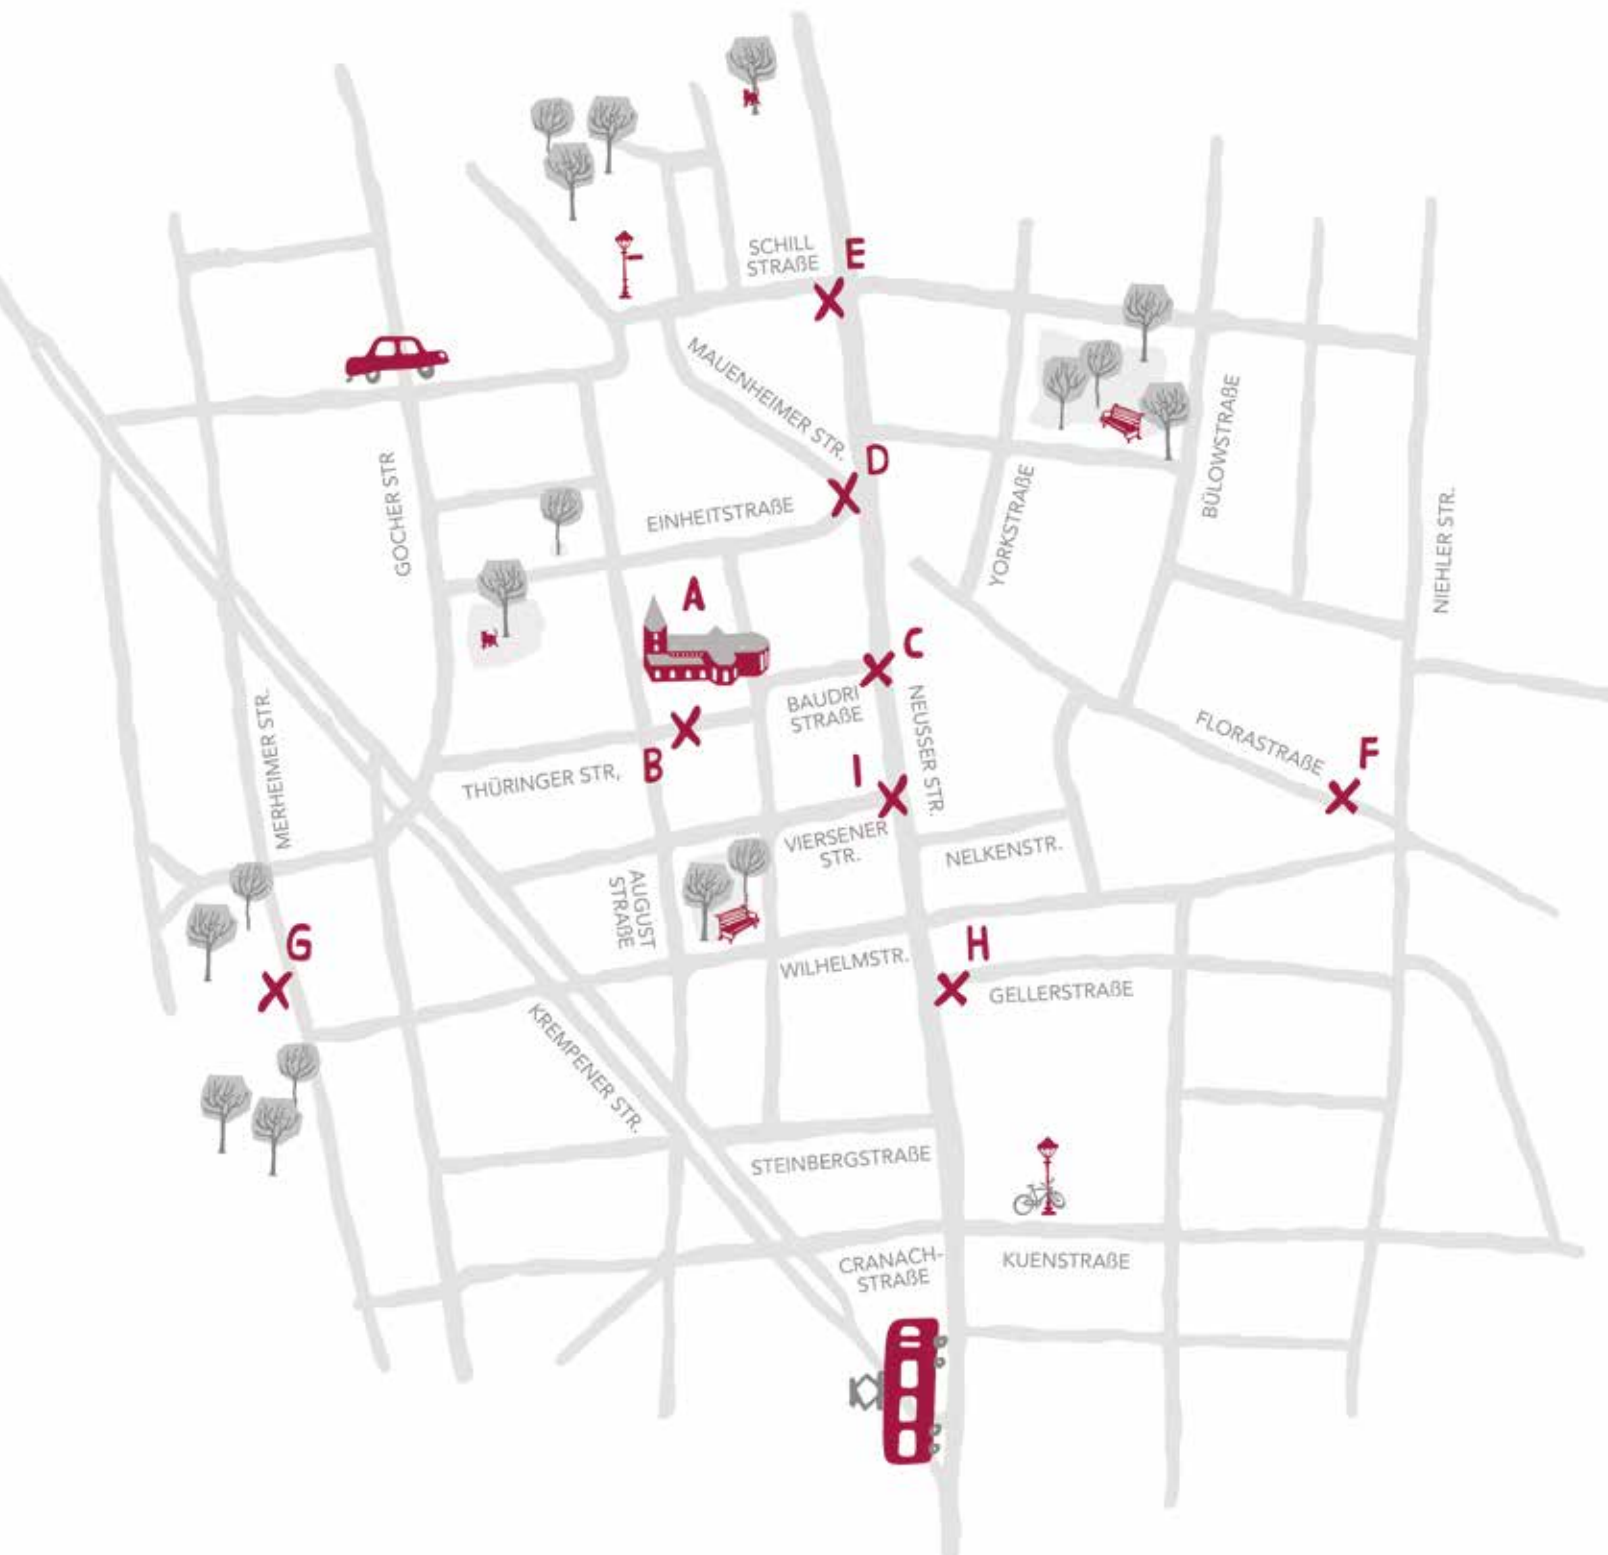 SCHILL
STRAßE
E
MAUENHEIMER STR.
D
GOCHER STR
EINHEITSTRAßE
YORKSTRAßE
BÜLOWSTRAßE
NIEHLER STR.
A
C
BAUDRI
STRAßE
NEUSSER STR.
MERHEIMER STR.
THÜRINGER STR,
B
I
FLORASTRAßE
F
VIERSENER
STR.
NELKENSTR.
AUGUST
STRAßE
G
WILHELMSTR.
H
GELLERSTRAßE
KREMPENER STR.
STEINBERGSTRAßE
CRANACH-
STRAßE
KUENSTRAßE